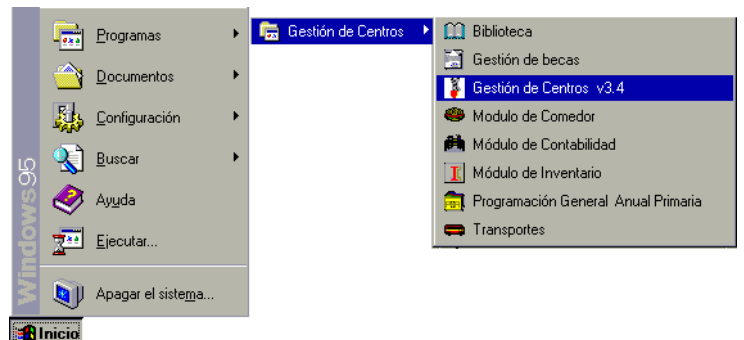 Programas
Documentos
Configuración
Buscar
Ayuda
Ejecutar...
Apagar el sistema...
Windows95
Inicio
Gestión de Centros
Biblioteca
Gestión de becas
Gestión de Centros v3.4
Modulo de Comedor
Módulo de Contabilidad
Módulo de Inventario
Programación General Anual Primaria
Transportes